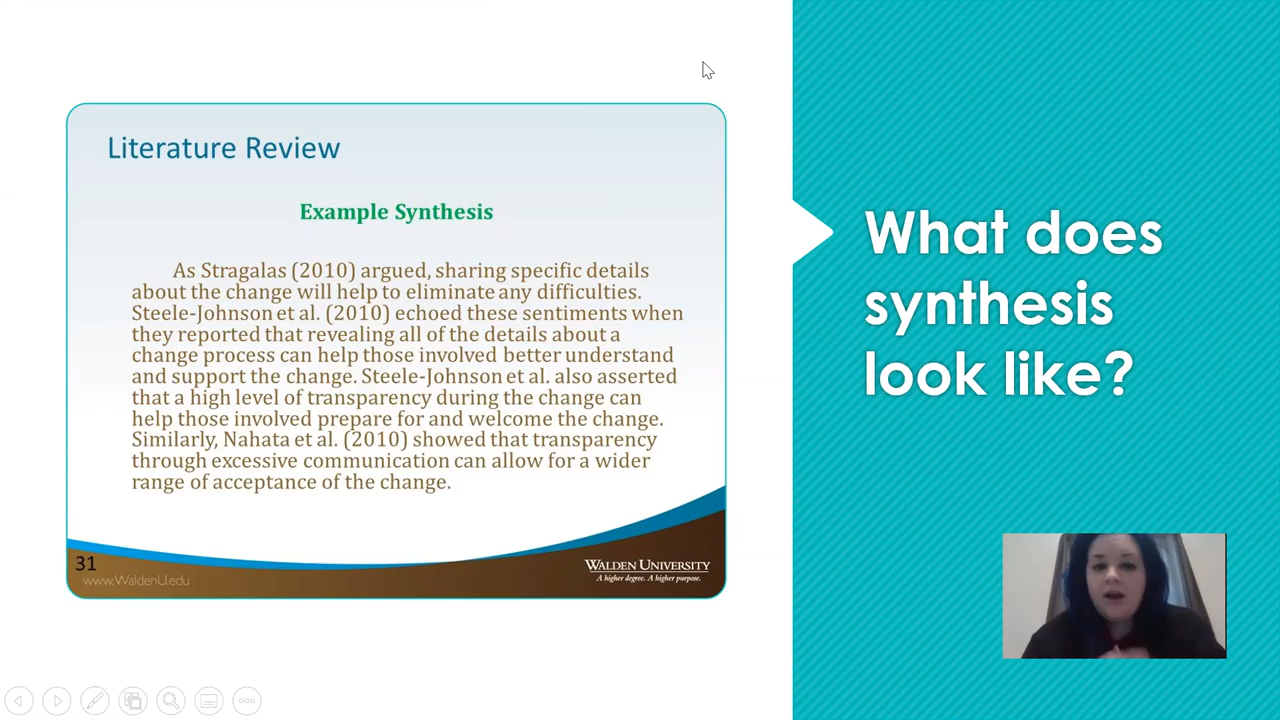 Literature Review
Example Synthesis
As Stragalas (2010) argued, sharing specific details
about the change will help to eliminate any difficulties.
Steele-Johnson et al. (2010) echoed these sentiments when
they reported that revealing all of the details about a
change process can help those involved better understand
and support the change. Steele-Johnson et al. also asserted
that a high level of transparency during the change can
help those involved prepare for and welcome the change.
Similarly, Nahata et al. (2010) showed that transparency
through excessive communication can allow for a wider
range of acceptance of the change.
31
www.WaldenU.edu
WALDEN UNIVERSITY
A higher degree. A higher purpose.
What does
synthesis
look like?